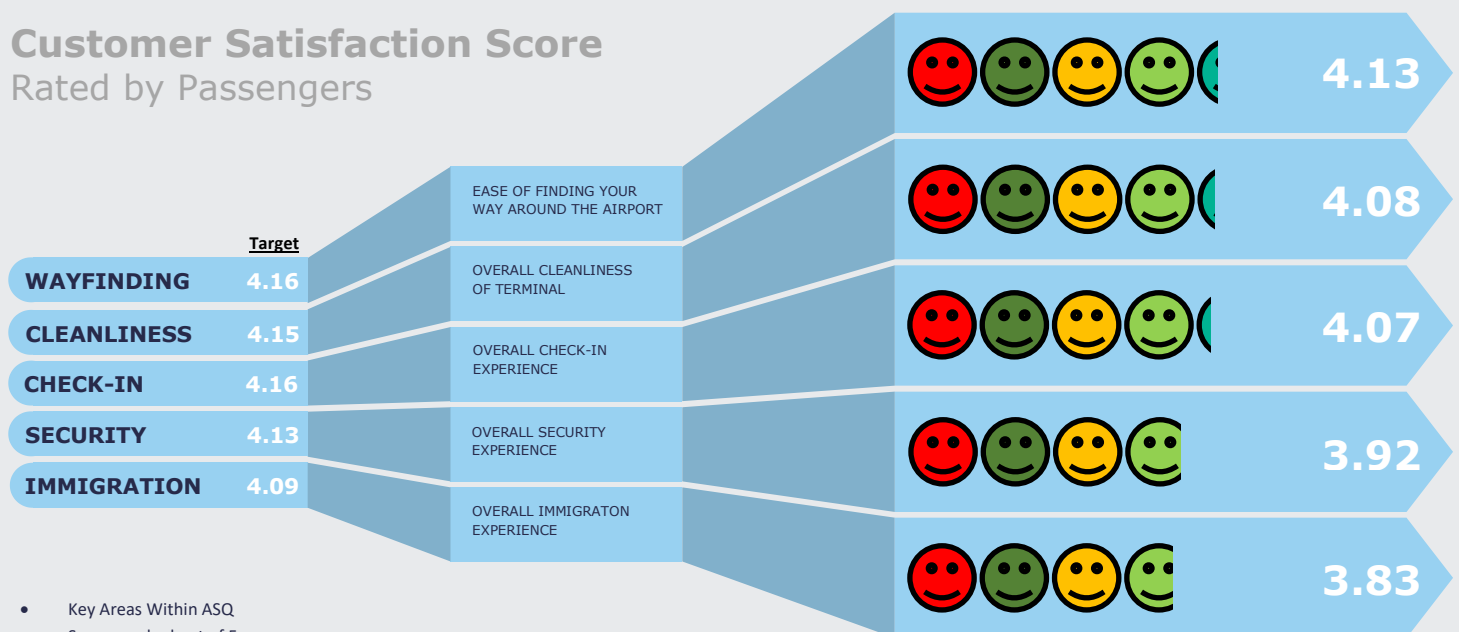 Customer Satisfaction Score
Rated by Passengers
Target
WAYFINDING 4.16
CLEANLINESS 4.15
CHECK-IN 4.16
SECURITY 4.13
IMMIGRATION 4.09
EASE OF FINDING YOUR
WAY AROUND THE AIRPORT
OVERALL CLEANLINESS
OF TERMINAL
OVERALL CHECK-IN
EXPERIENCE
OVERALL SECURITY
EXPERIENCE
OVERALL IMMIGRATON
EXPERIENCE
4.13
4.08
4.07
3.92
3.83
• Key Areas Within ASQ